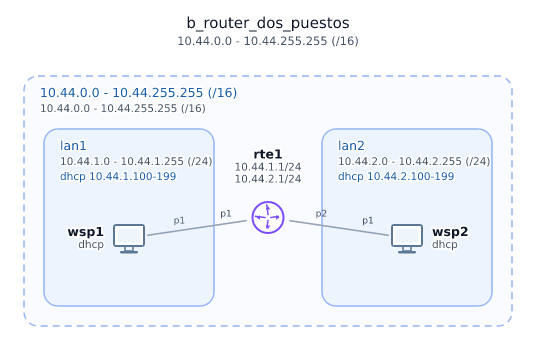 b_router_dos_puestos
10.44.0.0 - 10.44.255.255 (/16)
10.44.0.0 - 10.44.255.255 (/16)
10.44.0.0 - 10.44.255.255 (/16)
lan1
10.44.1.0 - 10.44.1.255 (/24)
dhcp 10.44.1.100-199
rte1
10.44.1.1/24
10.44.2.1/24
lan2
10.44.2.0 - 10.44.2.255 (/24)
dhcp 10.44.2.100-199
wsp1
dhcp
p1
p1
p2
p1
wsp2
dhcp